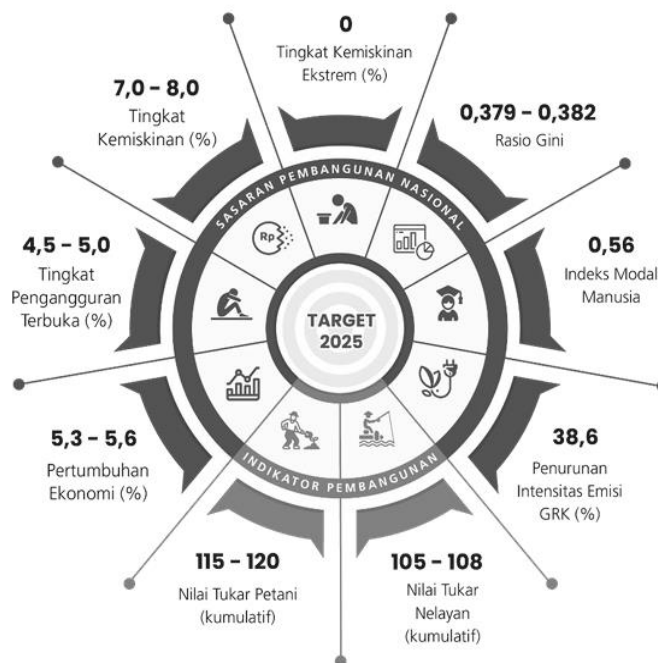 0
Tingkat Kemiskinan
Ekstrem (%)
7,0 – 8,0
Tingkat
Kemiskinan (%)
0,379 – 0,382
Rasio Gini
SASARAN PEMBANGUNAN NASIONAL
Rp
4,5 – 5,0
Tingkat
Pengangguran
Terbuka (%)
0,56
Indeks Modal
Manusia
TARGET
2025
5,3 – 5,6
Pertumbuhan
Ekonomi (%)
38,6
Penurunan
Intensitas Emisi
GRK (%)
INDIKATOR PEMBANGUNAN
115 – 120
Nilai Tukar Petani
(kumulatif)
105 – 108
Nilai Tukar
Nelayan
(kumulatif)